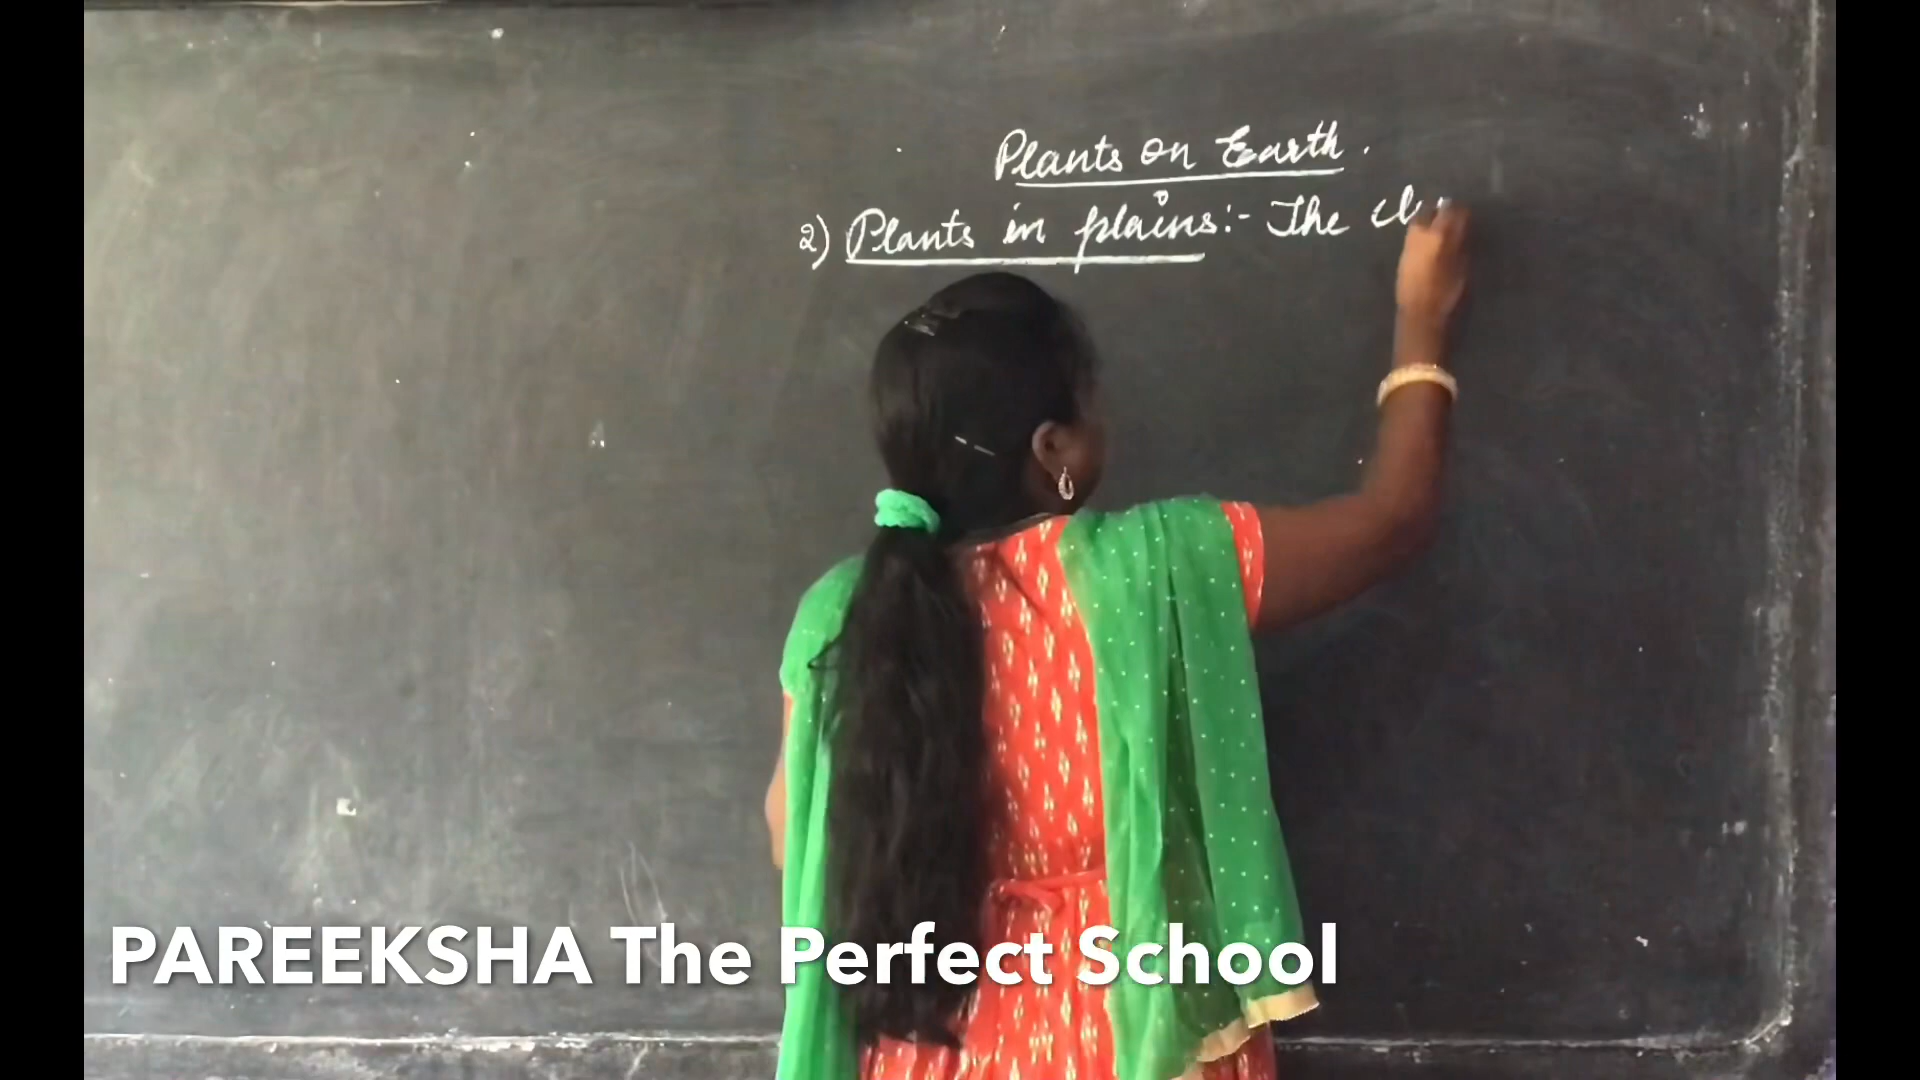 Plants on Earth.
2) Plants in plains:- The
PAREEKSHA The Perfect School